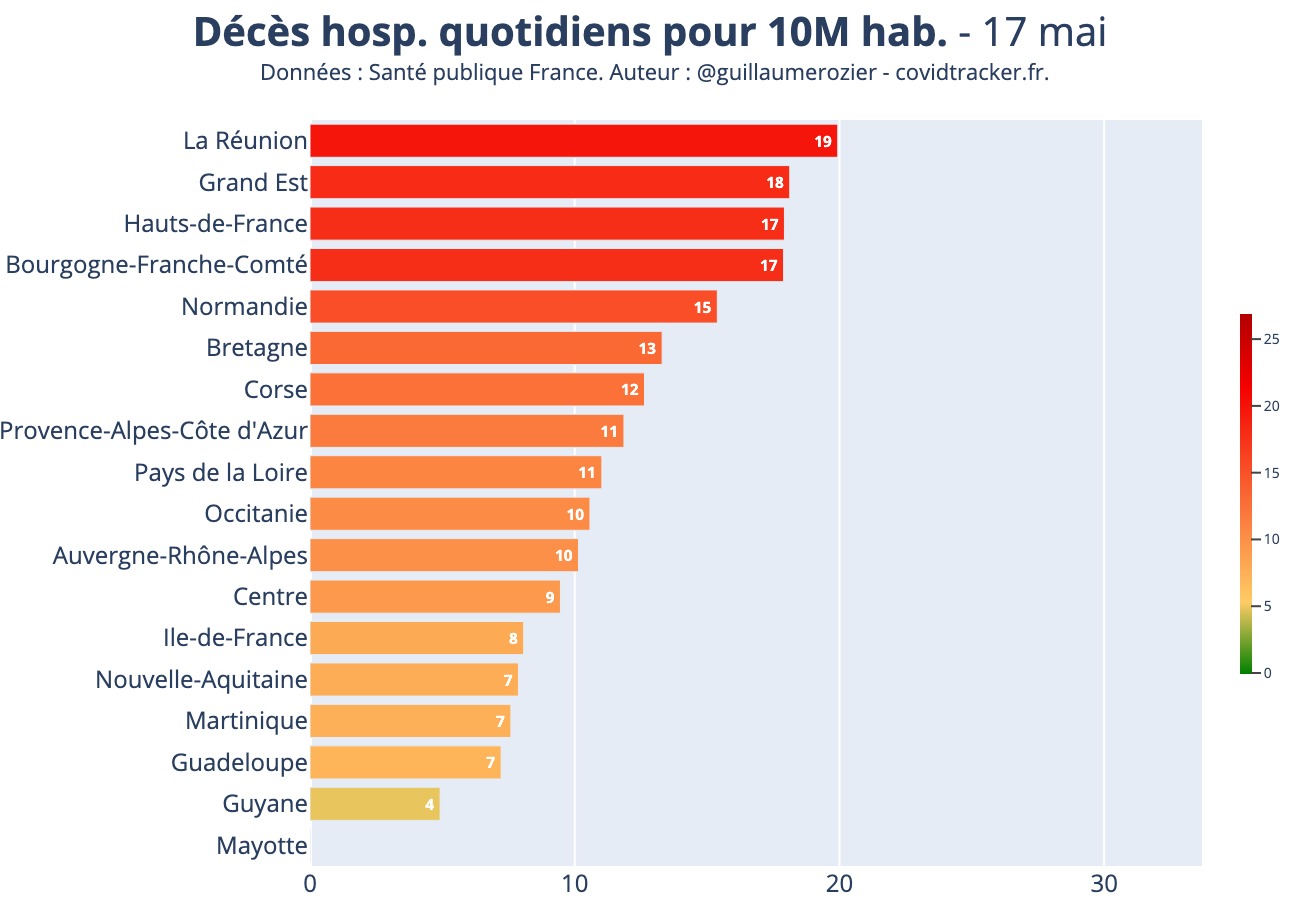 Décès hosp. quotidiens pour 10M hab. - 17 mai
Données : Santé publique France. Auteur : @guillaumerozier - covidtracker.fr.
La Réunion 19
Grand Est 18
Hauts-de-France 17
Bourgogne-Franche-Comté 17
Normandie 15
Bretagne 13
Corse 12
Provence-Alpes-Côte d'Azur 11
Pays de la Loire 11
Occitanie 10
Auvergne-Rhône-Alpes 10
Centre 9
Ile-de-France 8
Nouvelle-Aquitaine 7
Martinique 7
Guadeloupe 7
Guyane 4
Mayotte
0 10 20 30
25
20
15
10
5
0